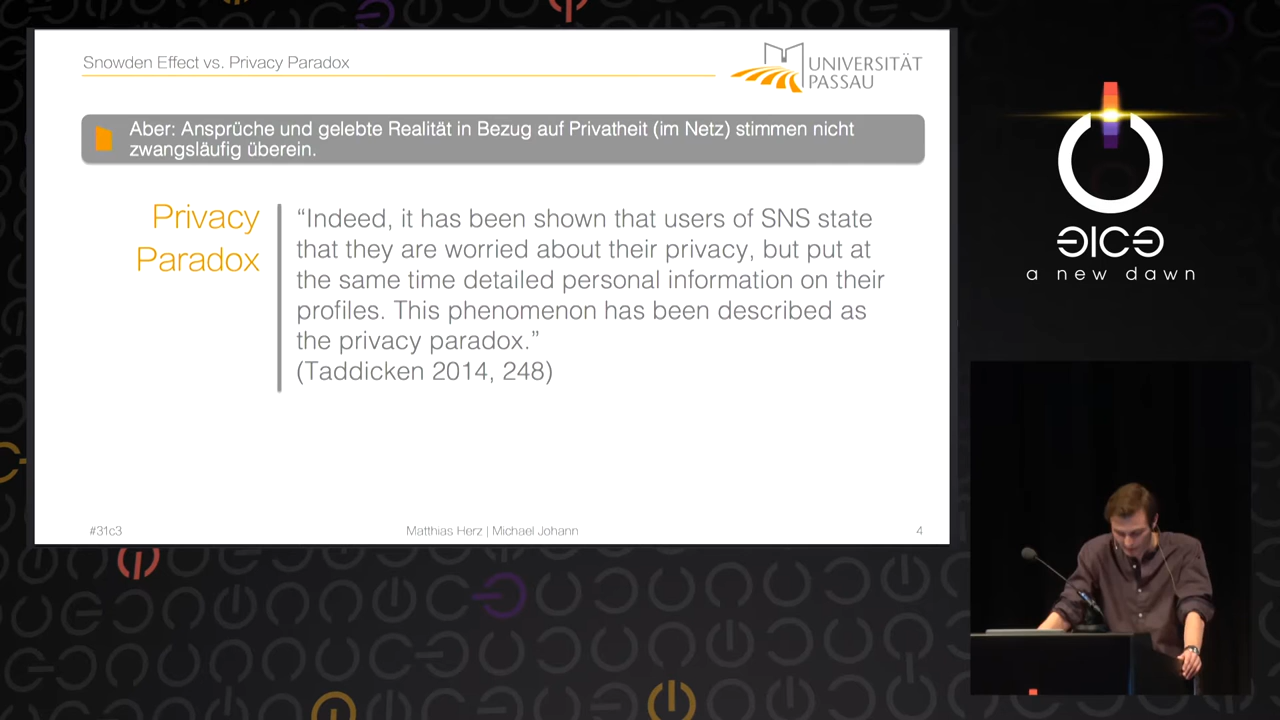 Snowden Effect vs. Privacy Paradox
UNIVERSITÄT
PASSAU
Aber: Ansprüche und gelebte Realität in Bezug auf Privatheit (im Netz) stimmen nicht
zwangsläufig überein.
Privacy
Paradox
“Indeed, it has been shown that users of SNS state
that they are worried about their privacy, but put at
the same time detailed personal information on their
profiles. This phenomenon has been described as
the privacy paradox.”
(Taddicken 2014, 248)
#31c3
Matthias Herz | Michael Johann
4
a new dawn